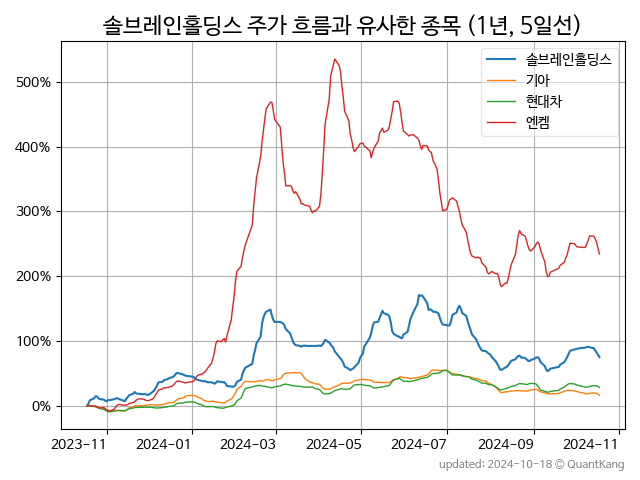 솔브레인홀딩스 주가 흐름과 유사한 종목 (1년, 5일선)
솔브레인홀딩스
기아
현대차
엔켐
500%
400%
300%
200%
100%
0%
2023-11 2024-01 2024-03 2024-05 2024-07 2024-09 2024-11
updated: 2024-10-18 © QuantKang